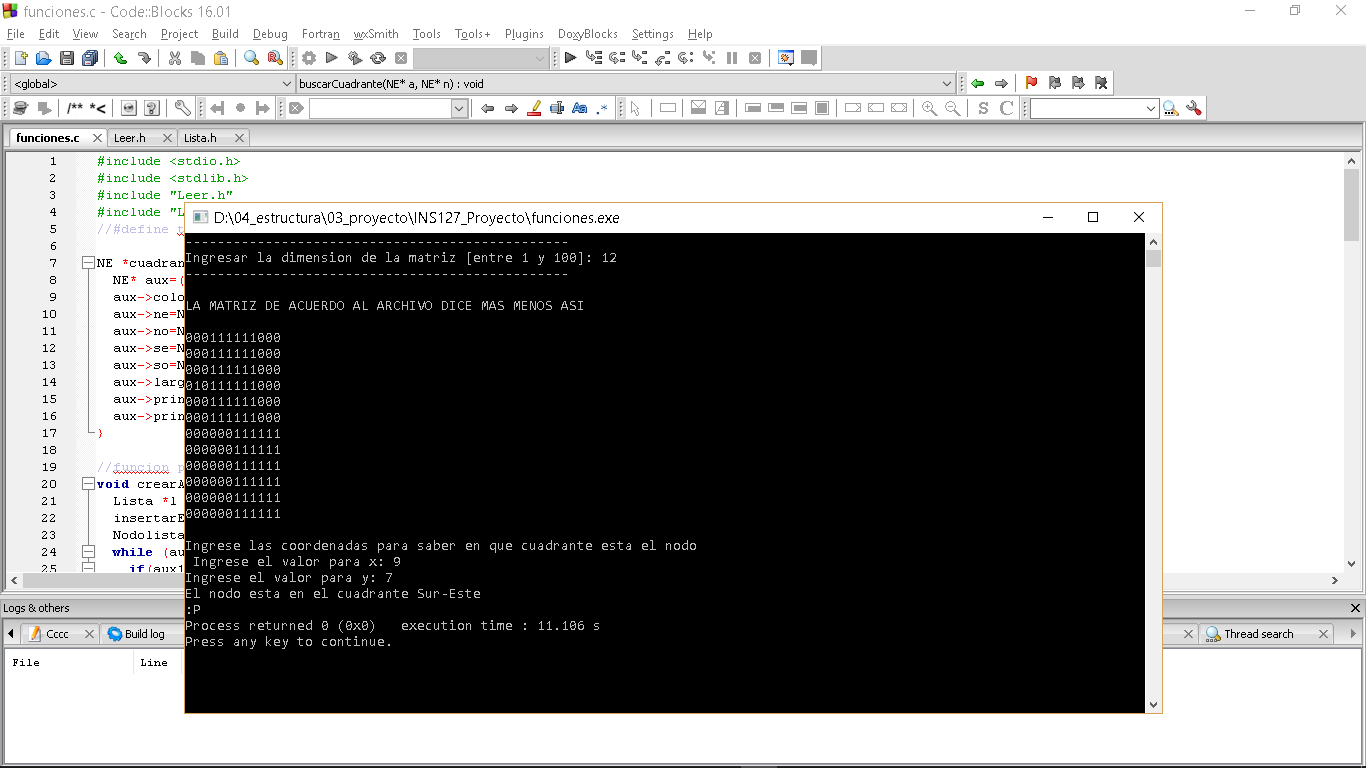 funciones.c - Code::Blocks 16.01
File Edit View Search Project Build Debug Fortran wxSmith Tools Tools+ Plugins DoxyBlocks Settings Help
<global> buscarCuadrante(NE* a, NE* n) : void
/** *< Aa .* S C
funciones.c Leer.h Lista.h
1 #include <stdio.h>
2 #include <stdlib.h>
3 #include "Leer.h"
4 #include "L
5 //#define t
6
7 NE *cuadran
8 NE* aux=(
9 aux->colo
10 aux->ne=N
11 aux->no=N
12 aux->se=N
13 aux->so=N
14 aux->larg
15 aux->prin
16 aux->prin
17 }
18
19 //funcion p
20 void crearA
21 Lista *l
22 insertarE
23 Nodolista
24 while (au
25 if(aux1
D:\04_estructura\03_proyecto\INS127_Proyecto\funciones.exe
------------------------------------------------
Ingresar la dimension de la matriz [entre 1 y 100]: 12
------------------------------------------------
LA MATRIZ DE ACUERDO AL ARCHIVO DICE MAS MENOS ASI
000111111000
000111111000
000111111000
010111111000
000111111000
000111111000
000000111111
000000111111
000000111111
000000111111
000000111111
000000111111
Ingrese las coordenadas para saber en que cuadrante esta el nodo
Ingrese el valor para x: 9
Ingrese el valor para y: 7
El nodo esta en el cuadrante Sur-Este
:P
Process returned 0 (0x0) execution time : 11.106 s
Press any key to continue.
Logs & others
Cccc Build log Thread search
File Line